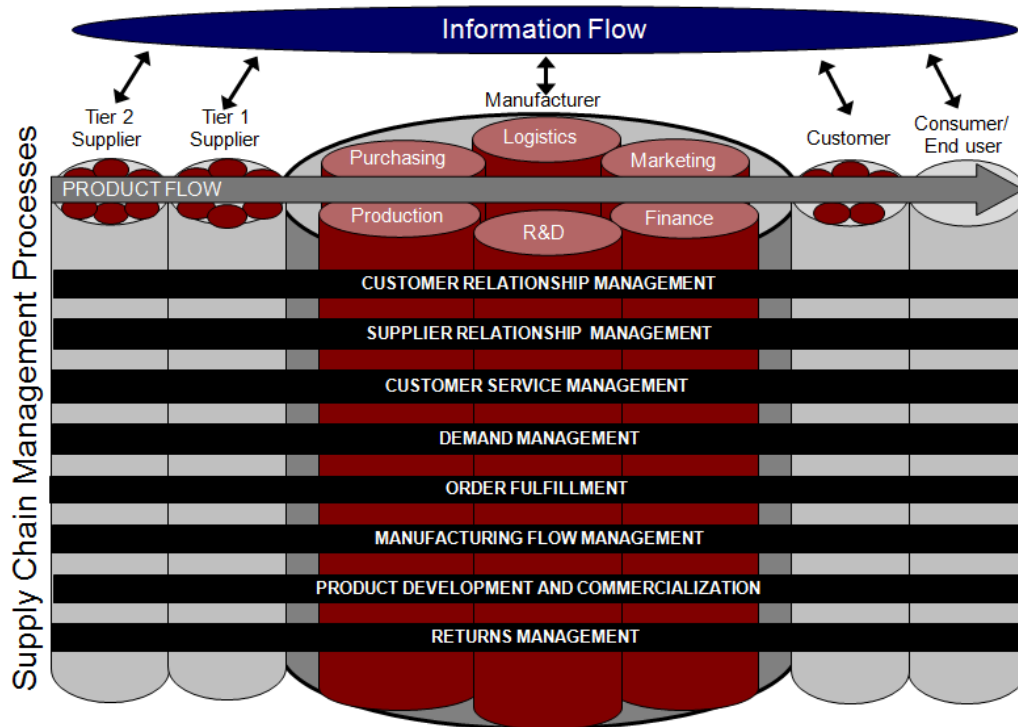 Information Flow
Manufacturer
Tier 2
Supplier
Tier 1
Supplier
Customer
Consumer/
End user
Logistics
Purchasing
Marketing
PRODUCT FLOW
Production
R&D
Finance
Supply Chain Management Processes
CUSTOMER RELATIONSHIP MANAGEMENT
SUPPLIER RELATIONSHIP MANAGEMENT
CUSTOMER SERVICE MANAGEMENT
DEMAND MANAGEMENT
ORDER FULFILLMENT
MANUFACTURING FLOW MANAGEMENT
PRODUCT DEVELOPMENT AND COMMERCIALIZATION
RETURNS MANAGEMENT